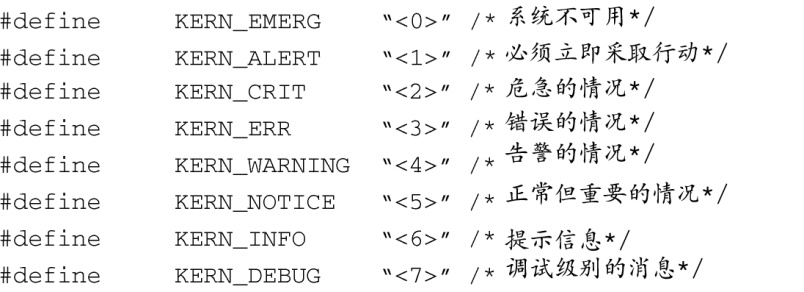 #define KERN_EMERG “<0>” /* 系统不可用*/
#define KERN_ALERT “<1>” /* 必须立即采取行动*/
#define KERN_CRIT “<2>” /* 危急的情况*/
#define KERN_ERR “<3>” /* 错误的情况*/
#define KERN_WARNING “<4>” /* 告警的情况*/
#define KERN_NOTICE “<5>” /* 正常但重要的情况*/
#define KERN_INFO “<6>” /* 提示信息*/
#define KERN_DEBUG “<7>” /* 调试级别的消息*/